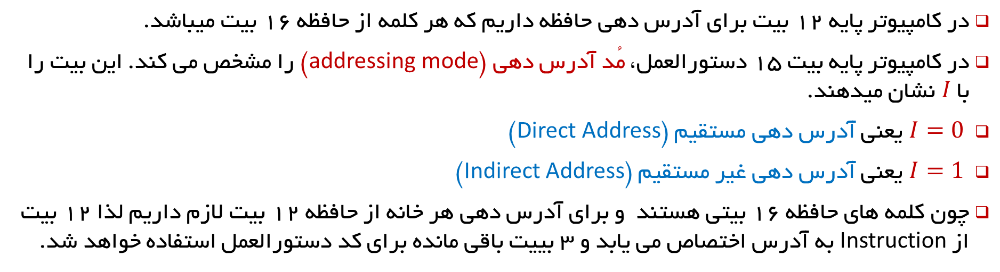 در کامپیوتر پایه ۱۲ بیت برای آدرس دهی حافظه داریم که هر کلمه از حافظه ۱۶ بیت میباشد.
در کامپیوتر پایه بیت ۱۵ دستورالعمل، مُد آدرس دهی (addressing mode) را مشخص می کند. این بیت را
با I نشان میدهند.
I = 0 یعنی آدرس دهی مستقیم (Direct Address)
I = 1 یعنی آدرس دهی غیر مستقیم (Indirect Address)
چون کلمه های حافظه ۱۶ بیتی هستند و برای آدرس دهی هر خانه از حافظه ۱۲ بیت لازم داریم لذا ۱۲ بیت
از Instruction به آدرس اختصاص می یابد و ۳ بییت باقی مانده برای کد دستورالعمل استفاده خواهد شد.